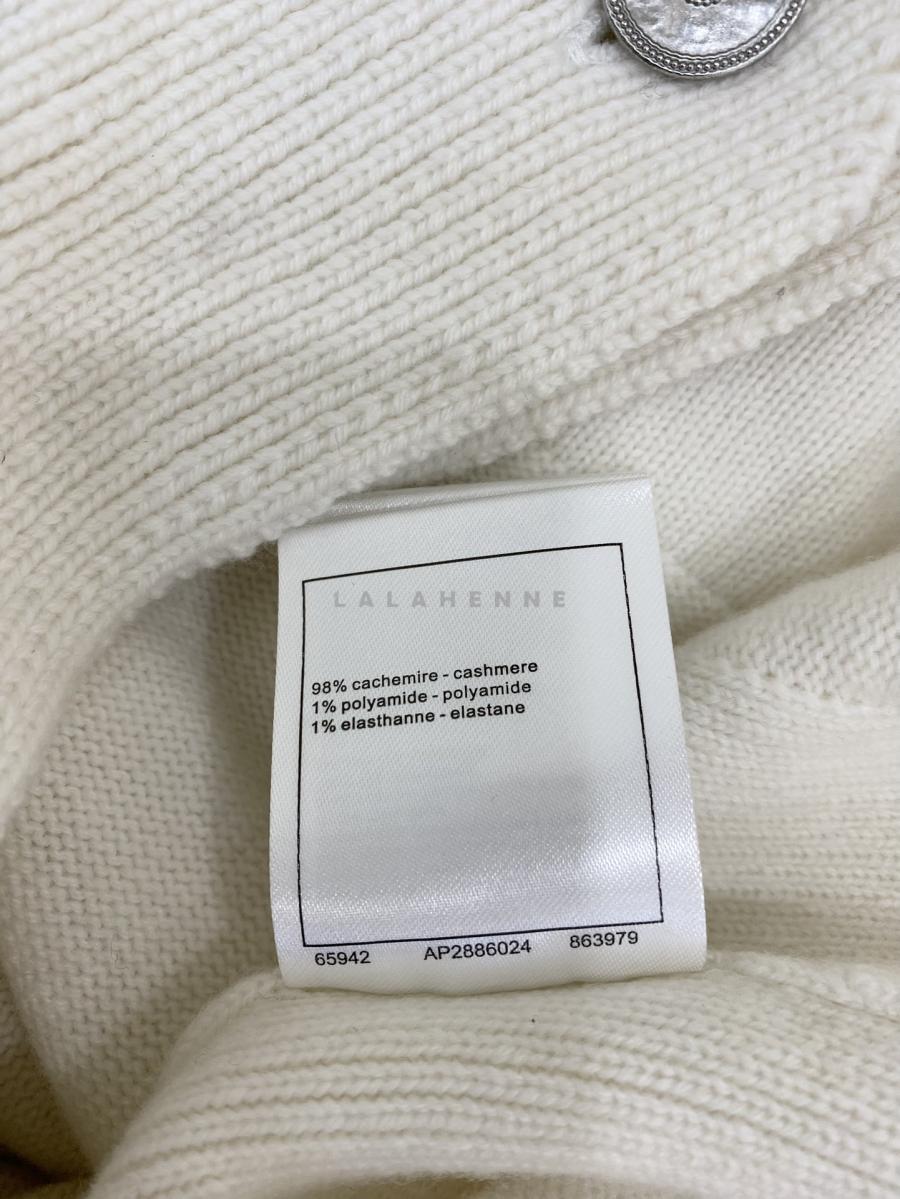 LALAHENNE
98% cachemire - cashmere
1% polyamide - polyamide
1% elasthanne - elastane
65942 AP2886024 863979